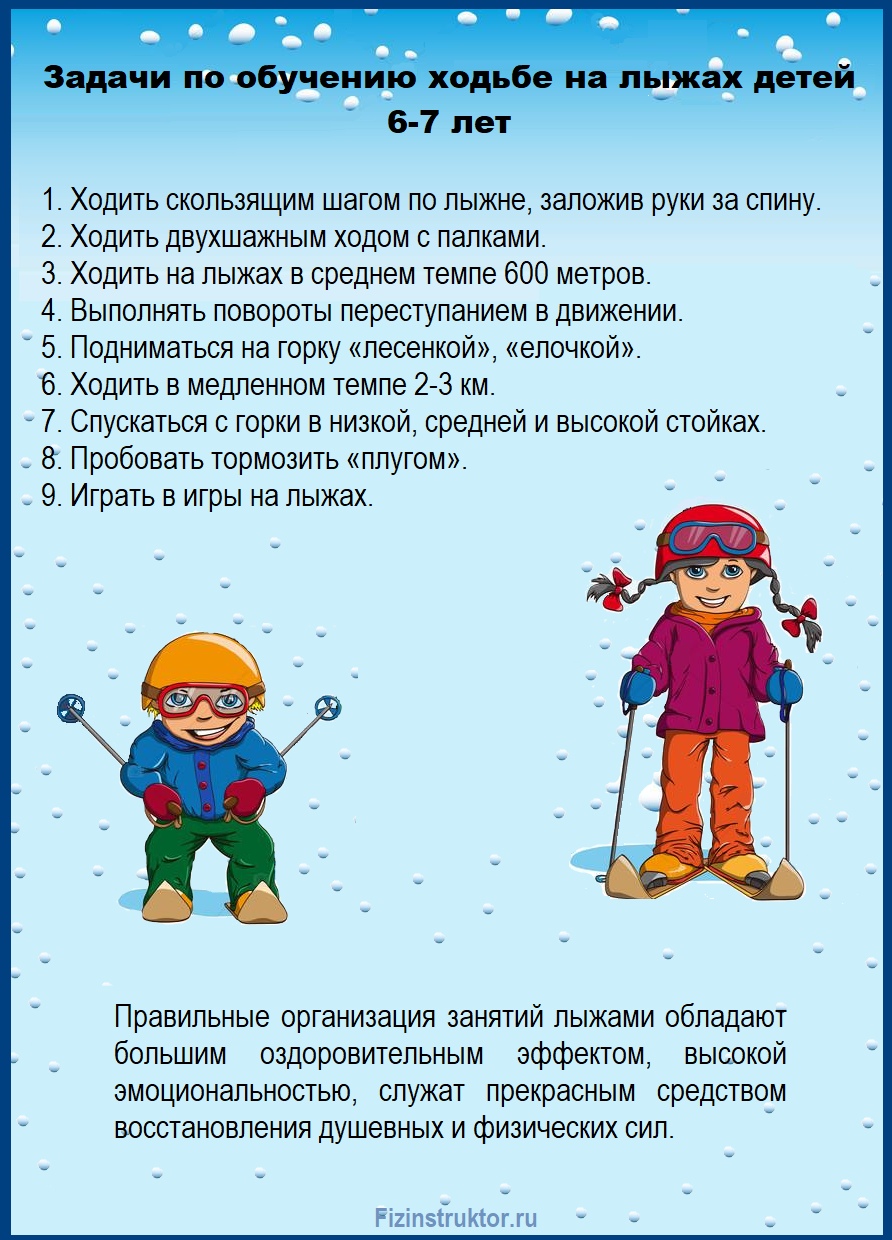 Задачи по обучению ходьбе на лыжах детей
6-7 лет
1. Ходить скользящим шагом по лыжне, заложив руки за спину.
2. Ходить двухшажным ходом с палками.
3. Ходить на лыжах в среднем темпе 600 метров.
4. Выполнять повороты переступанием в движении.
5. Подниматься на горку «лесенкой», «елочкой».
6. Ходить в медленном темпе 2-3 км.
7. Спускаться с горки в низкой, средней и высокой стойках.
8. Пробовать тормозить «плугом».
9. Играть в игры на лыжах.
Правильные организация занятий лыжами обладают
большим оздоровительным эффектом, высокой
эмоциональностью, служат прекрасным средством
восстановления душевных и физических сил.
Fizinstruktor.ru